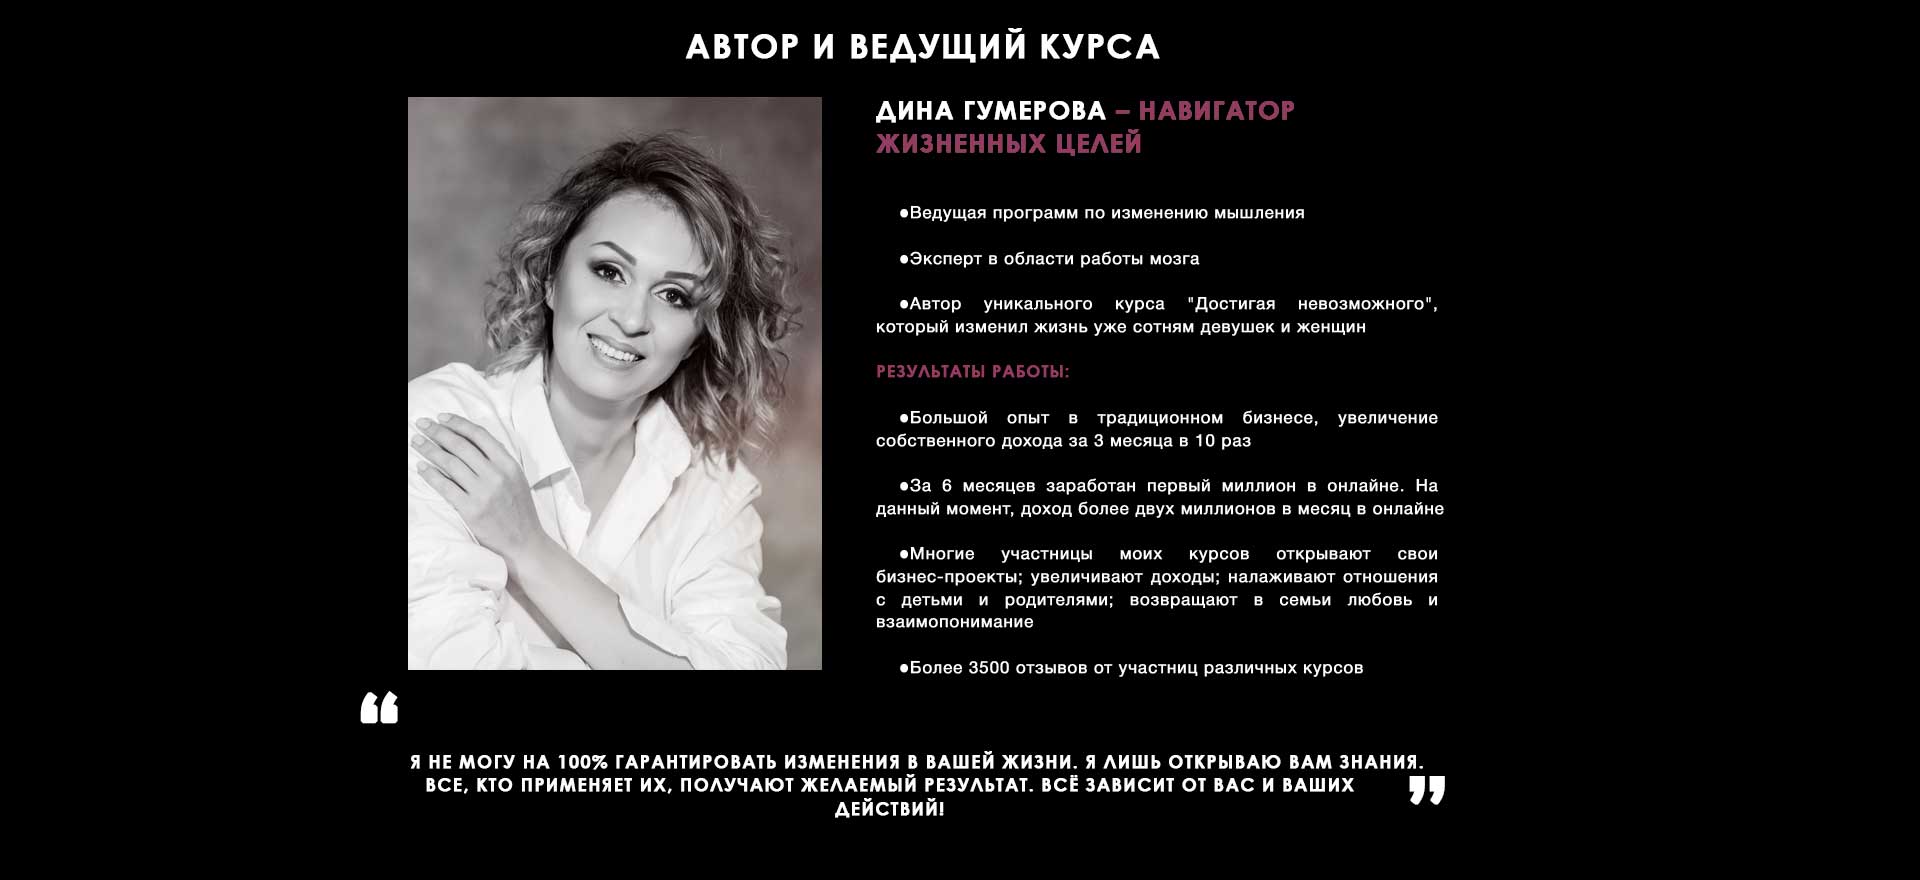 АВТОР И ВЕДУЩИЙ КУРСА
ДИНА ГУМЕРОВА – НАВИГАТОР
ЖИЗНЕННЫХ ЦЕЛЕЙ
●Ведущая программ по изменению мышления
●Эксперт в области работы мозга
●Автор уникального курса "Достигая невозможного",
который изменил жизнь уже сотням девушек и женщин
РЕЗУЛЬТАТЫ РАБОТЫ:
●Большой опыт в традиционном бизнесе, увеличение
собственного дохода за 3 месяца в 10 раз
●За 6 месяцев заработан первый миллион в онлайне. На
данный момент, доход более двух миллионов в месяц в онлайне
●Многие участницы моих курсов открывают свои
бизнес-проекты; увеличивают доходы; налаживают отношения
с детьми и родителями; возвращают в семьи любовь и
взаимопонимание
●Более 3500 отзывов от участниц различных курсов
“
Я НЕ МОГУ НА 100% ГАРАНТИРОВАТЬ ИЗМЕНЕНИЯ В ВАШЕЙ ЖИЗНИ. Я ЛИШЬ ОТКРЫВАЮ ВАМ ЗНАНИЯ.
ВСЕ, КТО ПРИМЕНЯЕТ ИХ, ПОЛУЧАЮТ ЖЕЛАЕМЫЙ РЕЗУЛЬТАТ. ВСЁ ЗАВИСИТ ОТ ВАС И ВАШИХ
ДЕЙСТВИЙ!
”